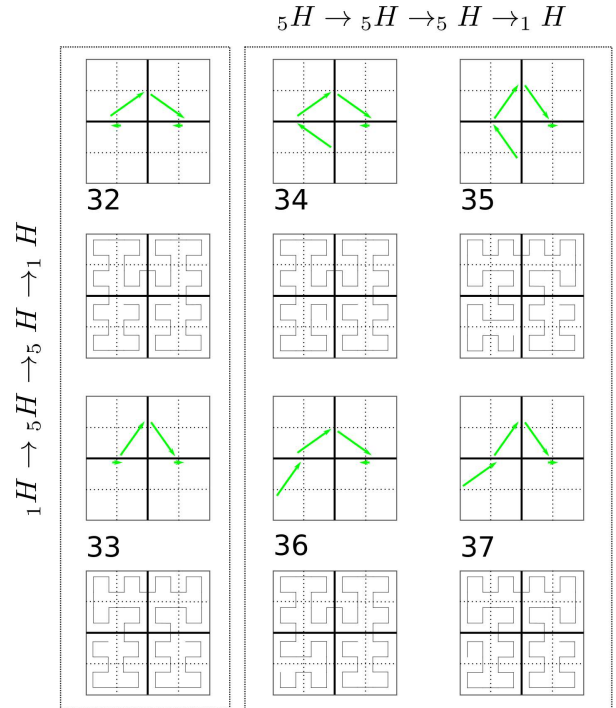 ₅H → ₅H →₅ H →₁ H
₁H → ₅H →₅ H →₁ H
32 34 35
33 36 37